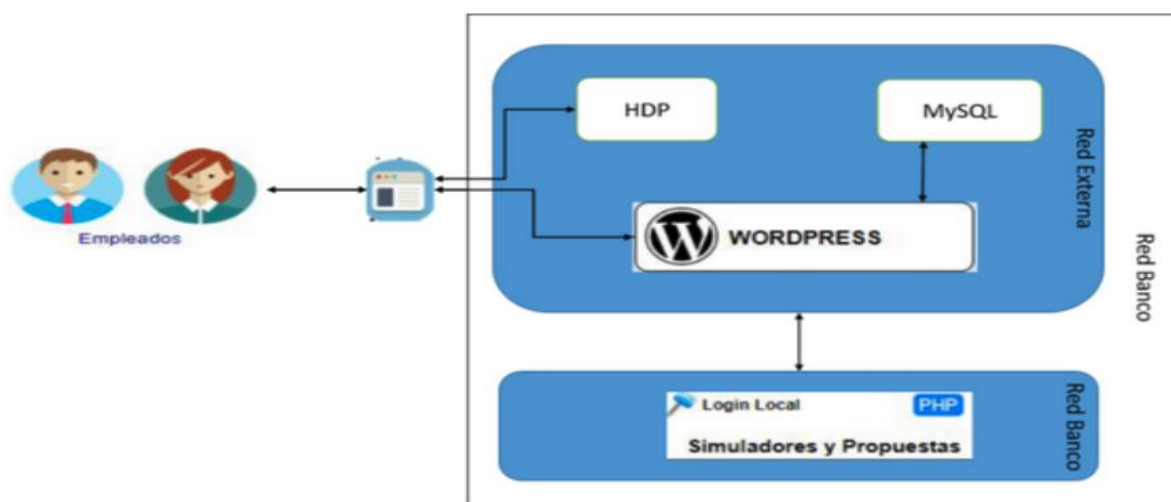 HDP
MySQL
Red Externa
Empleados
WORDPRESS
Red Banco
Login Local
PHP
Simuladores y Propuestas
Red Banco